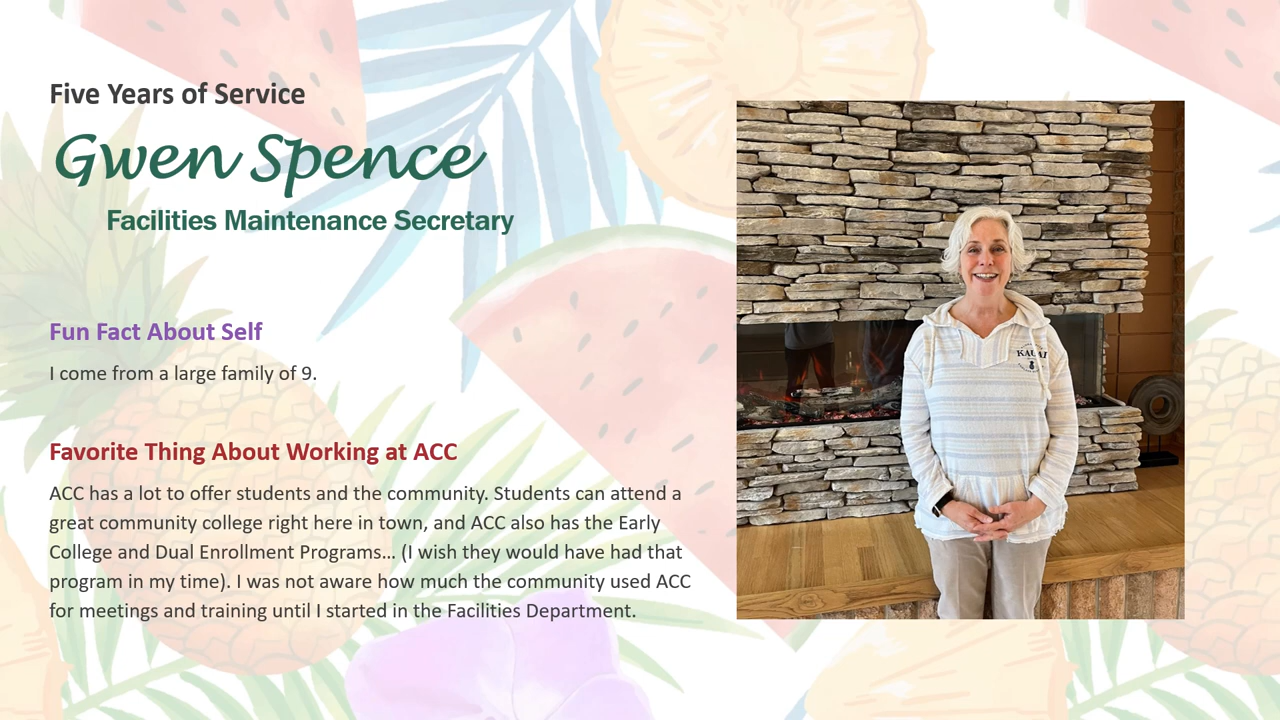 Five Years of Service
Gwen Spence
Facilities Maintenance Secretary
Fun Fact About Self
I come from a large family of 9.
Favorite Thing About Working at ACC
ACC has a lot to offer students and the community. Students can attend a
great community college right here in town, and ACC also has the Early
College and Dual Enrollment Programs... (I wish they would have had that
program in my time). I was not aware how much the community used ACC
for meetings and training until I started in the Facilities Department.
KAUAI